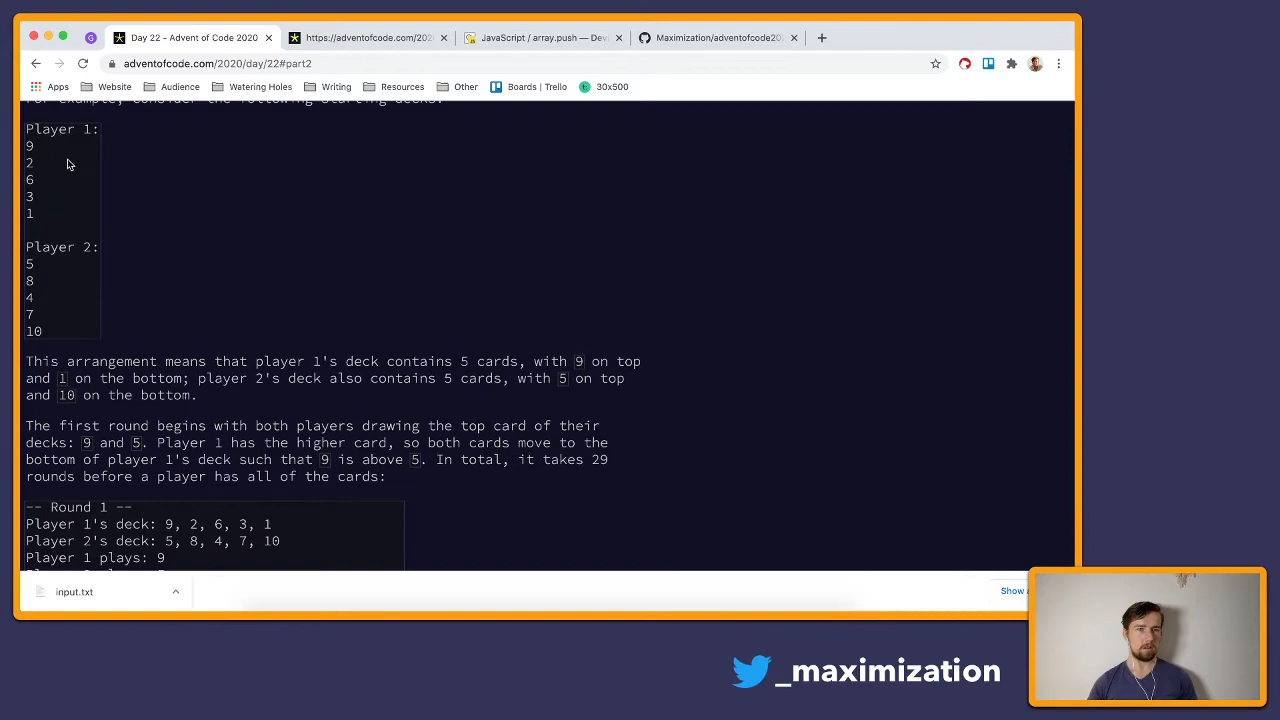 Day 22 - Advent of Code 2020
https://adventofcode.com/202
JavaScript / array.push — Dev
Maximization/adventofcode20
adventofcode.com/2020/day/22#part2
Apps
Website
Audience
Watering Holes
Writing
Resources
Other
Boards | Trello
30x500
For example, consider the following starting decks:
Player 1:
9
2
6
3
1
Player 2:
5
8
4
7
10
This arrangement means that player 1's deck contains 5 cards, with 9 on top
and 1 on the bottom; player 2's deck also contains 5 cards, with 5 on top
and 10 on the bottom.
The first round begins with both players drawing the top card of their
decks: 9 and 5. Player 1 has the higher card, so both cards move to the
bottom of player 1's deck such that 9 is above 5. In total, it takes 29
rounds before a player has all of the cards:
-- Round 1 --
Player 1's deck: 9, 2, 6, 3, 1
Player 2's deck: 5, 8, 4, 7, 10
Player 1 plays: 9
input.txt
Show
_maximization